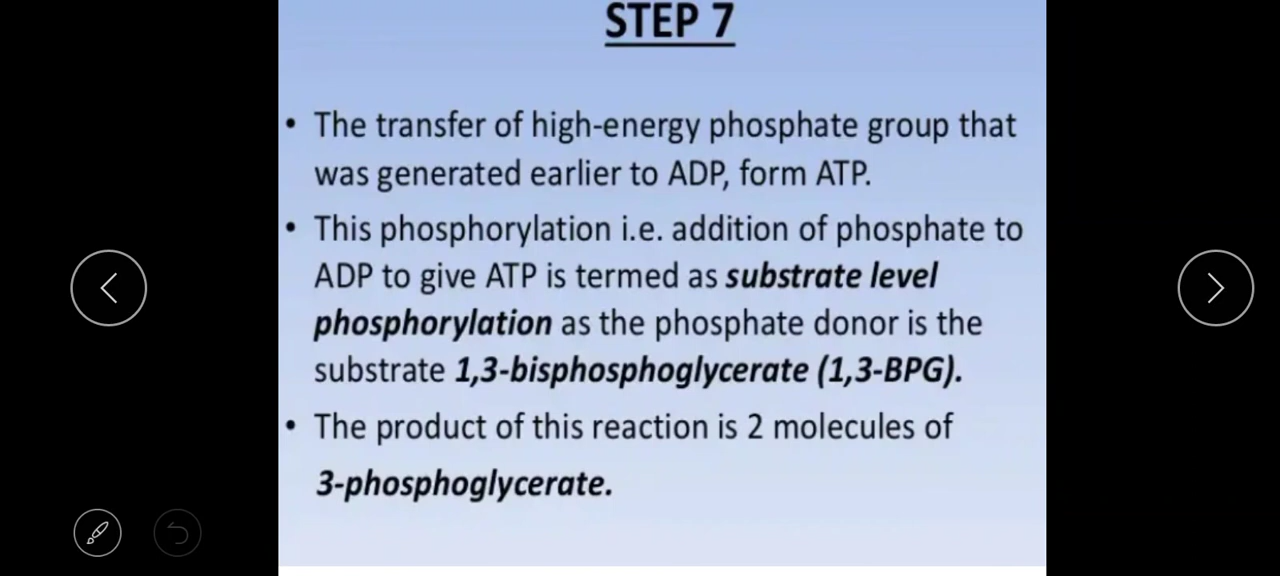 STEP 7
• The transfer of high-energy phosphate group that
was generated earlier to ADP, form ATP.
• This phosphorylation i.e. addition of phosphate to
ADP to give ATP is termed as substrate level
phosphorylation as the phosphate donor is the
substrate 1,3-bisphosphoglycerate (1,3-BPG).
• The product of this reaction is 2 molecules of
3-phosphoglycerate.